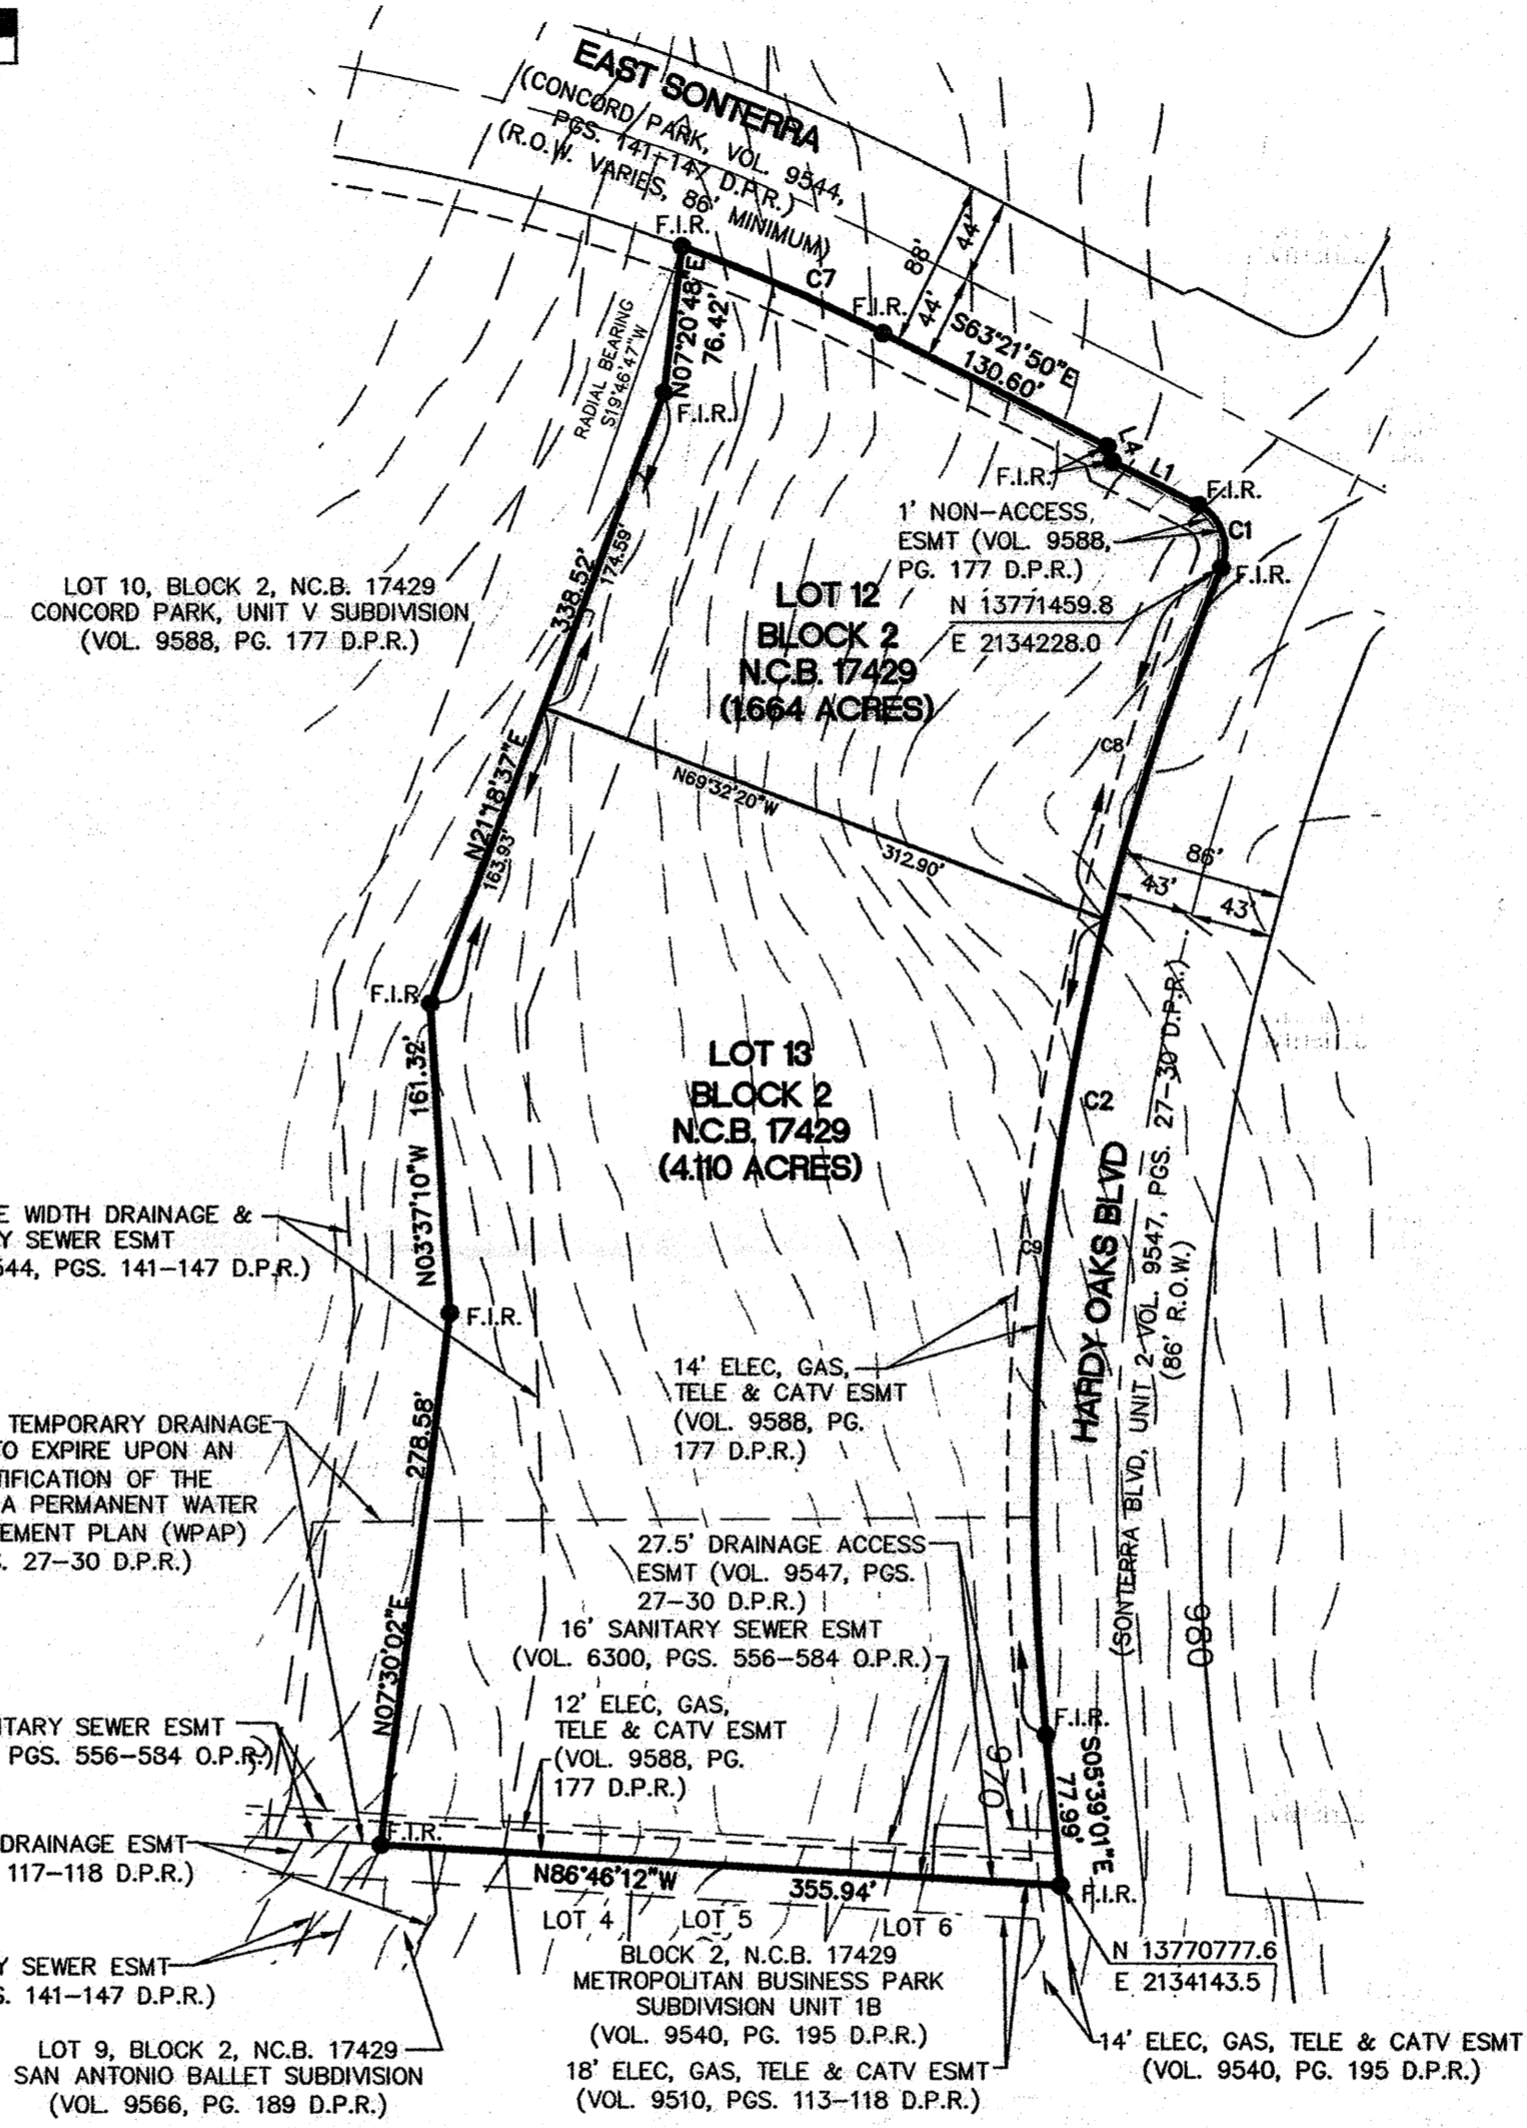 EAST SONTERRA
(CONCORD PARK, VOL. 9544,
PGS. 141-147 D.P.R.)
(R.O.W. VARIES, 86' MINIMUM)
F.I.R.
C7
88'
44'
44'
F.I.R.
S63°21'50"E
130.60'
N07°20'48"E
76.42'
RADIAL BEARING
S19°46'47"W
F.I.R.
L4
L1
F.I.R.
F.I.R.
C1
F.I.R.
1' NON-ACCESS
ESMT (VOL. 9588,
PG. 177 D.P.R.)
N 13771459.8
E 2134228.0
338.52'
174.59'
LOT 10, BLOCK 2, NC.B. 17429
CONCORD PARK, UNIT V SUBDIVISION
(VOL. 9588, PG. 177 D.P.R.)
LOT 12
BLOCK 2
N.C.B. 17429
(1.664 ACRES)
C8
N69°32'20"W
312.90'
N21°18'37"E
163.93'
86'
43'
43'
F.I.R.
161.32'
N03°37'10"W
LOT 13
BLOCK 2
N.C.B. 17429
(4.110 ACRES)
C2
C9
HARDY OAKS BLVD
(SONTERRA BLVD, UNIT 2-VOL. 9547, PGS. 27-30 D.P.R.)
(86' R.O.W.)
E WIDTH DRAINAGE &
Y SEWER ESMT
544, PGS. 141-147 D.P.R.)
F.I.R.
14' ELEC, GAS,
TELE & CATV ESMT
(VOL. 9588, PG.
177 D.P.R.)
278.58'
N07°30'02"E
TEMPORARY DRAINAGE
TO EXPIRE UPON AN
TIFICATION OF THE
A PERMANENT WATER
EMENT PLAN (WPAP)
S. 27-30 D.P.R.)
27.5' DRAINAGE ACCESS
ESMT (VOL. 9547, PGS.
27-30 D.P.R.)
16' SANITARY SEWER ESMT
(VOL. 6300, PGS. 556-584 O.P.R.)
980
12' ELEC, GAS,
TELE & CATV ESMT
(VOL. 9588, PG.
177 D.P.R.)
ITARY SEWER ESMT
PGS. 556-584 O.P.R.)
970
F.I.R.
S05°39'01"E
77.99'
DRAINAGE ESMT
117-118 D.P.R.)
F.I.R.
N86°46'12"W
355.94'
F.I.R.
LOT 4
LOT 5
LOT 6
BLOCK 2, N.C.B. 17429
METROPOLITAN BUSINESS PARK
SUBDIVISION UNIT 1B
(VOL. 9540, PG. 195 D.P.R.)
N 13770777.6
E 2134143.5
Y SEWER ESMT
S. 141-147 D.P.R.)
LOT 9, BLOCK 2, NC.B. 17429
SAN ANTONIO BALLET SUBDIVISION
(VOL. 9566, PG. 189 D.P.R.)
18' ELEC, GAS, TELE & CATV ESMT
(VOL. 9510, PGS. 113-118 D.P.R.)
14' ELEC, GAS, TELE & CATV ESMT
(VOL. 9540, PG. 195 D.P.R.)